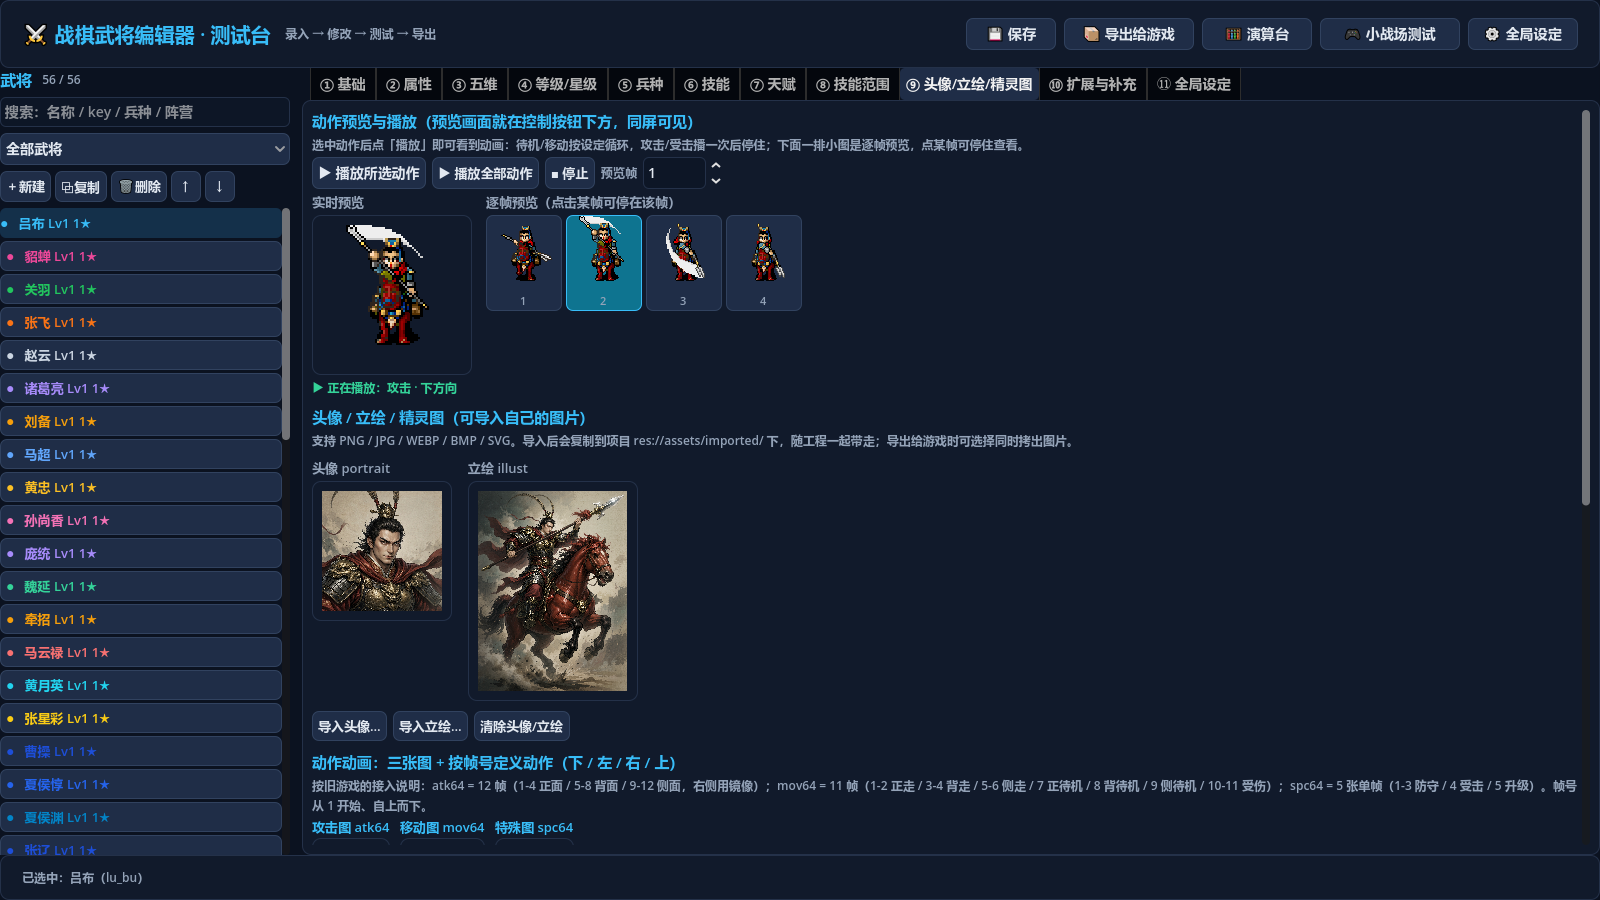 战棋武将编辑器 · 测试台
录入 → 修改 → 测试 → 导出
保存
导出给游戏
演算台
小战场测试
全局设定
武将 56 / 56
搜索：名称 / key / 兵种 / 阵营
全部武将
+新建
复制
删除
↑
↓
吕布 Lv1 1★
貂蝉 Lv1 1★
关羽 Lv1 1★
张飞 Lv1 1★
赵云 Lv1 1★
诸葛亮 Lv1 1★
刘备 Lv1 1★
马超 Lv1 1★
黄忠 Lv1 1★
孙尚香 Lv1 1★
庞统 Lv1 1★
魏延 Lv1 1★
牵招 Lv1 1★
马云禄 Lv1 1★
黄月英 Lv1 1★
张星彩 Lv1 1★
曹操 Lv1 1★
夏侯惇 Lv1 1★
夏侯渊 Lv1 1★
张辽 Lv1 1★
① 基础
② 属性
③ 五维
④ 等级/星级
⑤ 兵种
⑥ 技能
⑦ 天赋
⑧ 技能范围
⑨ 头像/立绘/精灵图
⑩ 扩展与补充
⑪ 全局设定
动作预览与播放（预览画面就在控制按钮下方，同屏可见）
选中动作后点「播放」即可看到动画：待机/移动按设定循环，攻击/受击播一次后停住；下面一排小图是逐帧预览，点某帧可停住查看。
▶ 播放所选动作
▶ 播放全部动作
■ 停止
预览帧
1
实时预览
逐帧预览（点击某帧可停在该帧）
1
2
3
4
▶ 正在播放：攻击 · 下方向
头像 / 立绘 / 精灵图（可导入自己的图片）
支持 PNG / JPG / WEBP / BMP / SVG。导入后会复制到项目 res://assets/imported/ 下，随工程一起带走；导出给游戏时可选择同时拷出图片。
头像 portrait
立绘 illust
导入头像...
导入立绘...
清除头像/立绘
动作动画：三张图 + 按帧号定义动作（下 / 左 / 右 / 上）
按旧游戏的接入说明：atk64 = 12 帧（1-4 正面 / 5-8 背面 / 9-12 侧面，右侧用镜像）；mov64 = 11 帧（1-2 正走 / 3-4 背走 / 5-6 侧走 / 7 正待机 / 8 背待机 / 9 侧待机 / 10-11 受伤）；spc64 = 5 张单帧（1-3 防守 / 4 受击 / 5 升级）。帧号
从 1 开始、自上而下。
攻击图 atk64
移动图 mov64
特殊图 spc64
已选中：吕布（lu_bu）